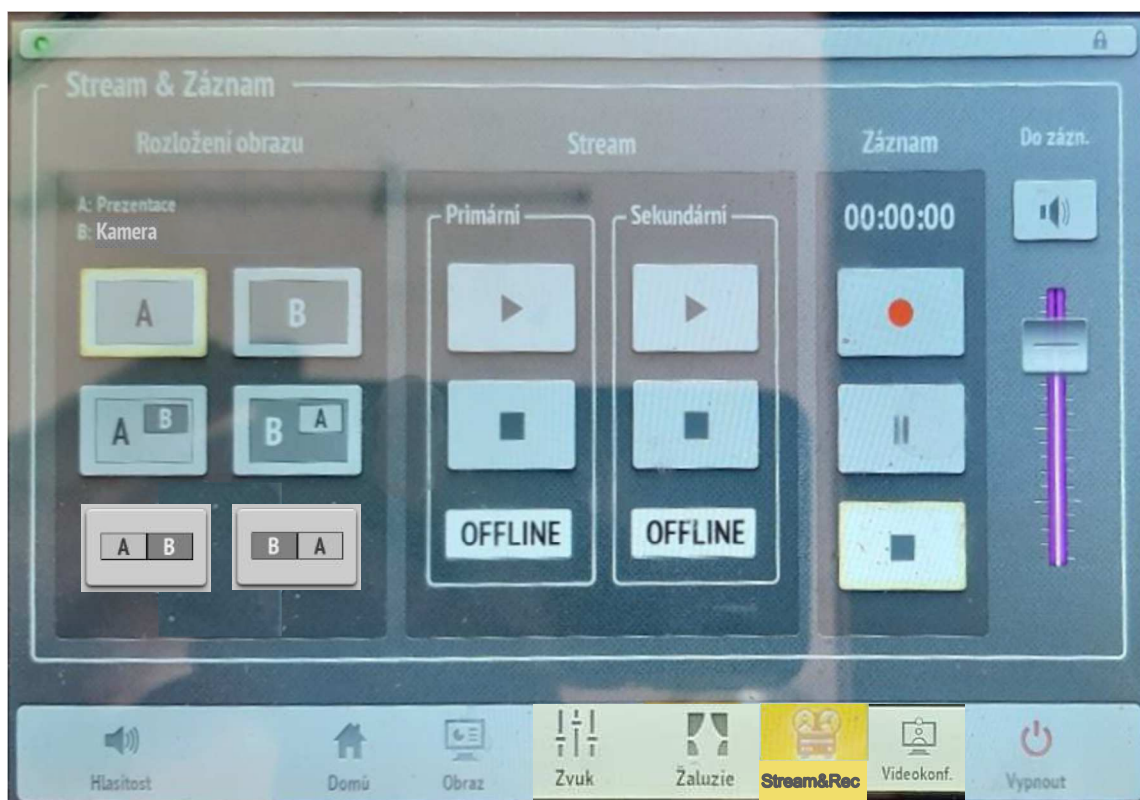 Stream & Záznam
Rozložení obrazu
Stream
Záznam
Do zázn.
A: Prezentace
B: Kamera
Primární
Sekundární
00:00:00
A
B
A B
B A
A B
B A
OFFLINE
OFFLINE
Hlasitost
Domů
Obraz
Zvuk
Žaluzie
Stream&Rec
Videokonf.
Vypnout